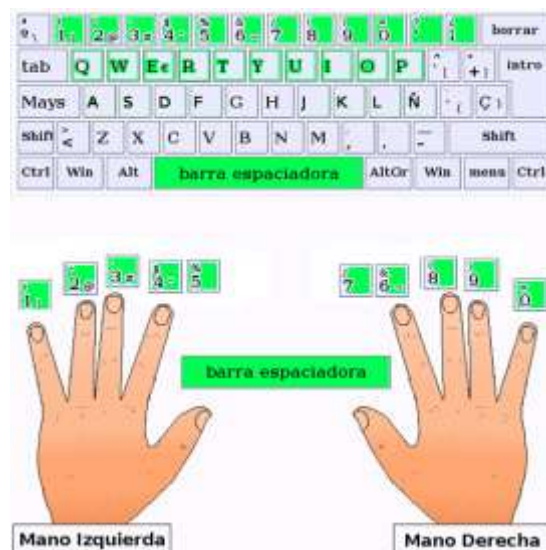 º ª \ 1 ! 2 @ 3 # 4 5 6 7 8 9 0 borrar
tab Q W E € R T Y U I O P ^ [ + ] intro
Mays A S D F G H J K L Ñ { Ç }
Shift > < Z X C V B N M , . - Shift
Ctrl Win Alt barra espaciadora AltGr Win menu Ctrl
1 2 @ 3 # 4 5 7 6 8 9 0
barra espaciadora
Mano Izquierda Mano Derecha